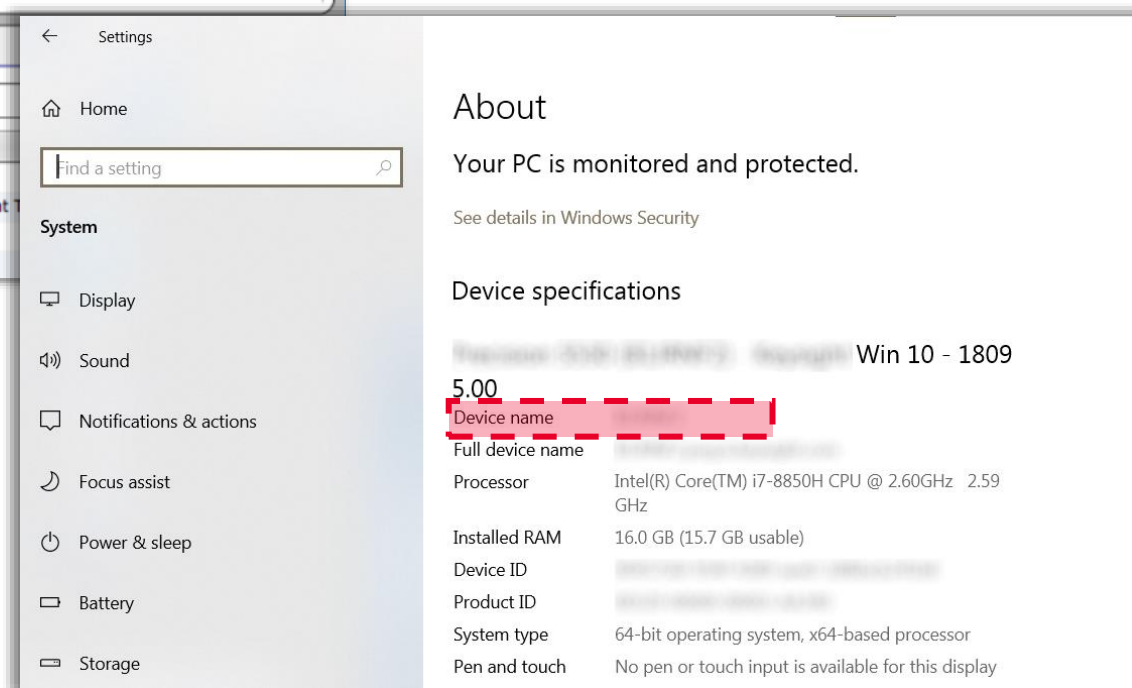 Settings
Home
Find a setting
System
Display
Sound
Notifications & actions
Focus assist
Power & sleep
Battery
Storage
About
Your PC is monitored and protected.
See details in Windows Security
Device specifications
Win 10 - 1809
5.00
Device name
Full device name
Processor Intel(R) Core(TM) i7-8850H CPU @ 2.60GHz 2.59
GHz
Installed RAM 16.0 GB (15.7 GB usable)
Device ID
Product ID
System type 64-bit operating system, x64-based processor
Pen and touch No pen or touch input is available for this display